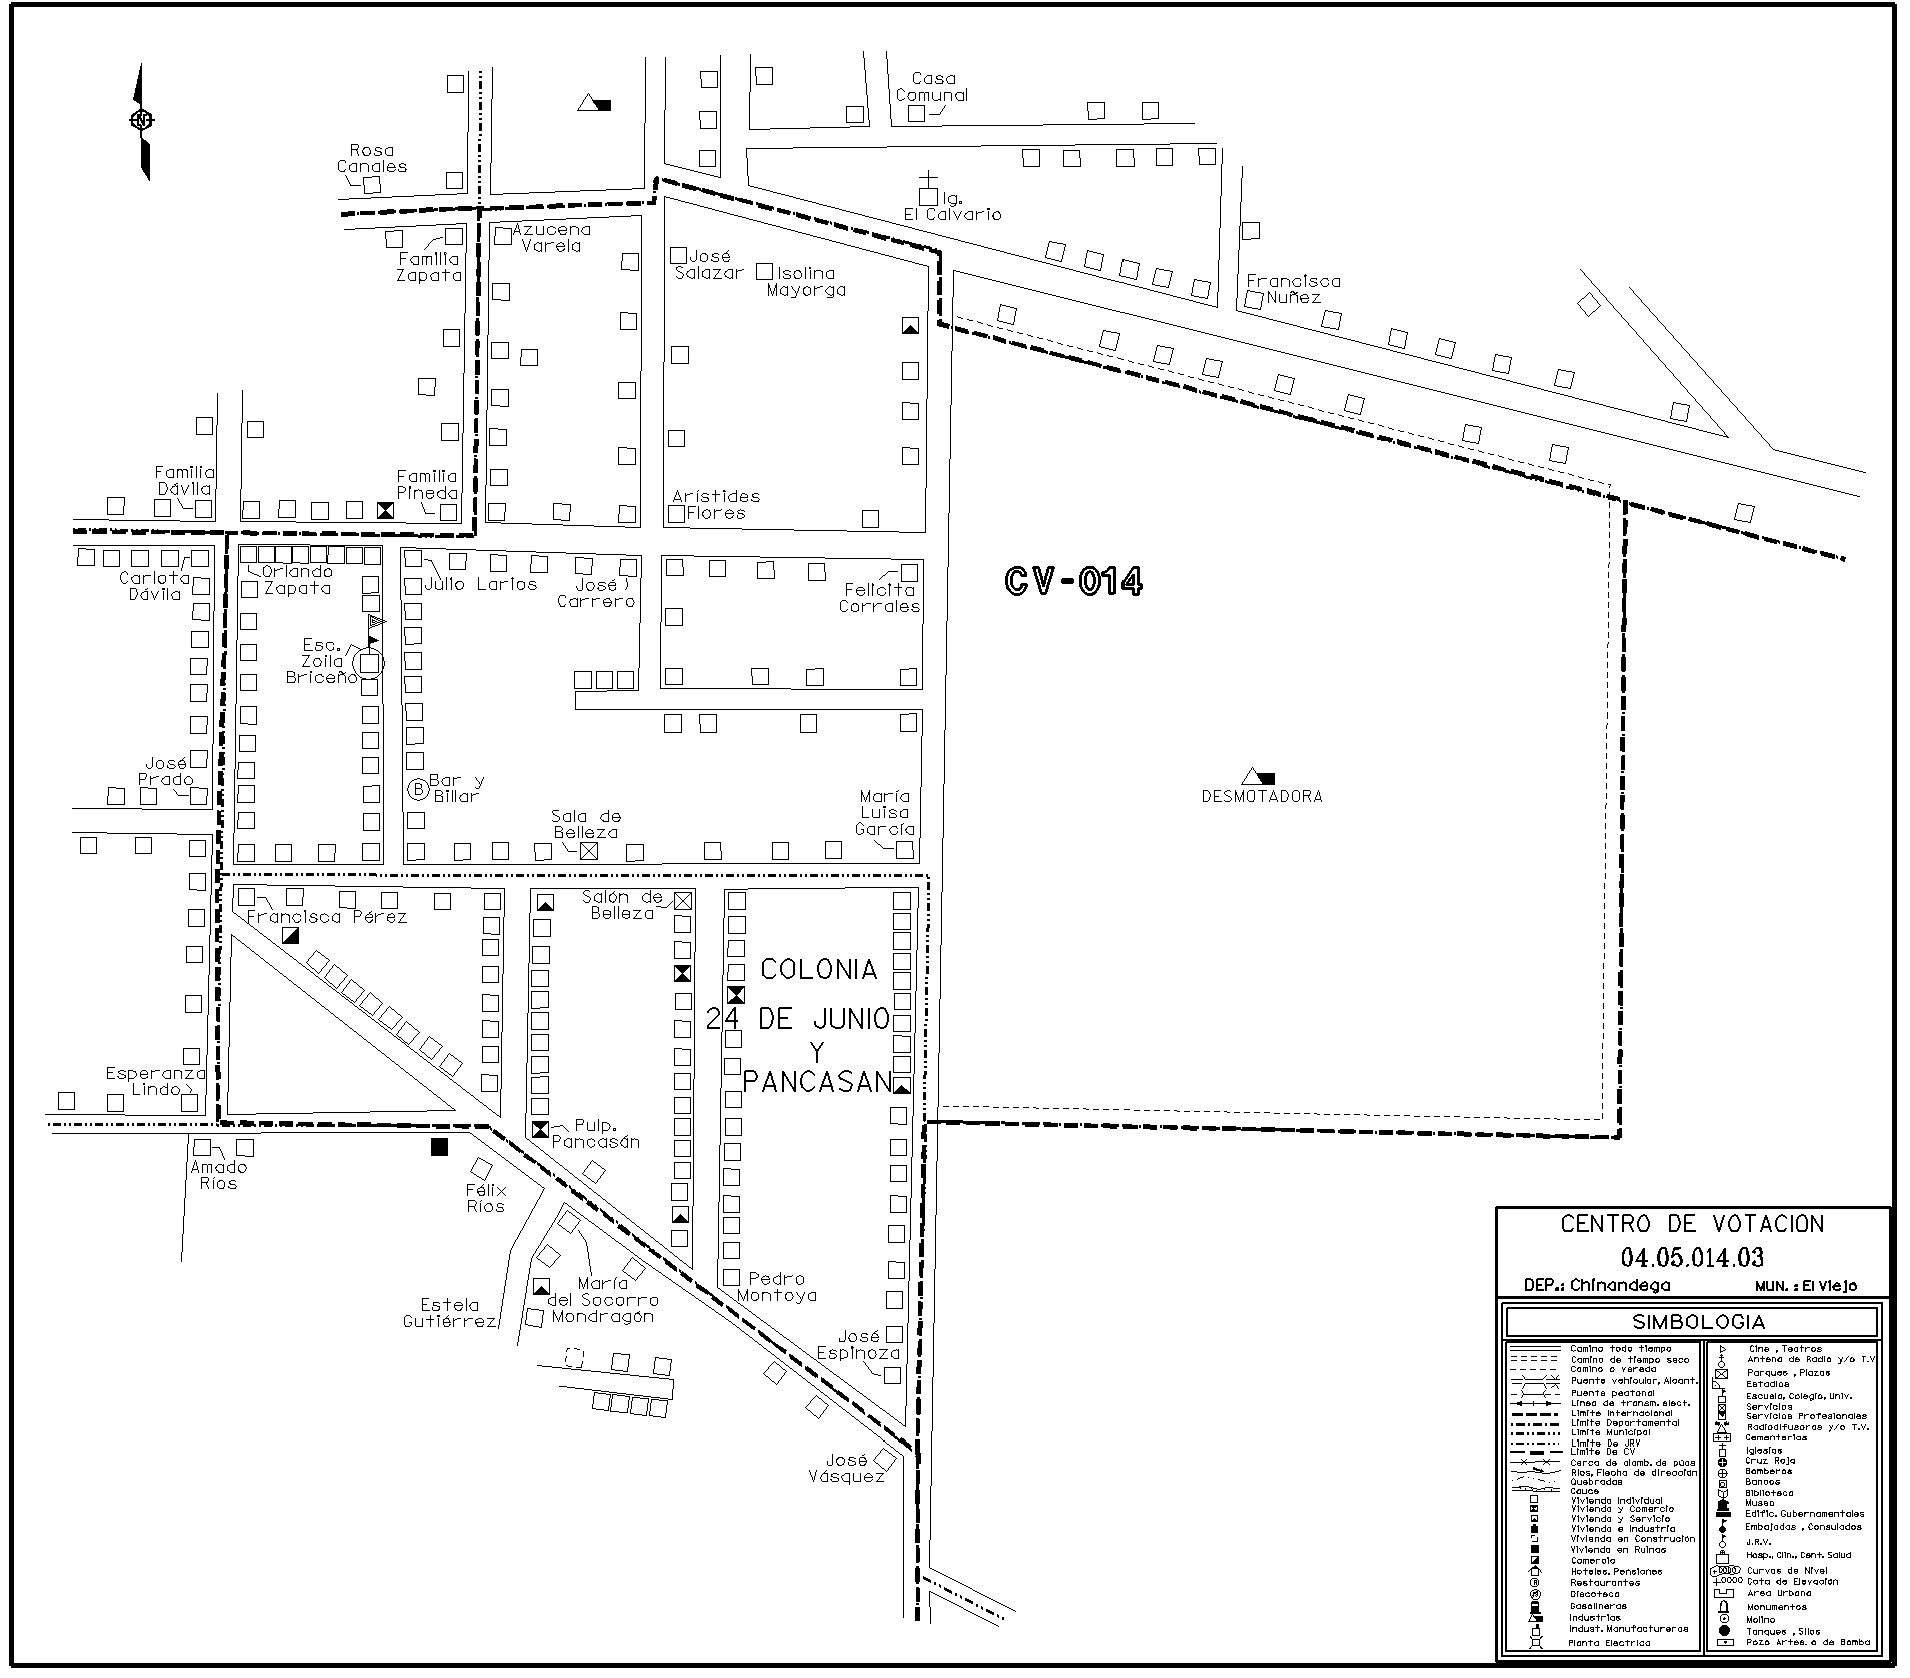 N
Casa
Comunal
Rosa
Canales
Ig.
El Calvario
Azucena
Varela
Familia
Zapata
José
Salazar
Isolina
Mayorga
Francisca
Nuñez
Familia
Dávila
Familia
Pineda
Arístides
Flores
Carlota
Dávila
Orlando
Zapata
Julio Larios
José
Carrero
Felicita
Corrales
CV-014
Esc.
Zoila
Briceño
José
Prado
B
Bar y
Billar
Sala de
Belleza
María
Luisa
García
DESMOTADORA
Francisca Pérez
Salón de
Belleza
COLONIA
24 DE JUNIO
Y
PANCASAN
Esperanza
Lindo
Pulp.
Pancasán
Amado
Ríos
Félix
Ríos
María
del Socorro
Mondragón
Estela
Gutiérrez
Pedro
Montoya
José
Espinoza
José
Vásquez
CENTRO DE VOTACION
04.05.014.03
DEP.: Chinandega
MUN. : El Viejo
SIMBOLOGIA
Camino todo tiempo
Camino de tiempo seco
Camino o vereda
Puente vehicular, Alcant.
Puente peatonal
Linea de transm. elect.
Limite Internacional
Limite Departamental
Limite Municipal
Limite De JRV
Limite De CV
Cerca de alamb. de púas
Rios, Flecha de dirección
Quebradas
Cauce
Vivienda Individual
Vivienda y Comercio
Vivienda y Servicio
Vivienda e Industria
Vivienda en Construción
Vivienda en Ruinas
Comercio
Hoteles, Pensiones
Restaurantes
Discoteca
Gasolineras
Industrias
Indust. Manufactureras
Planta Electrica
Cine , Teatros
Antena de Radio y/o T.V
Parques , Plazas
Estadios
Escuela, Colegio, Univ.
Servicios
Servicios Profesionales
Radiodifusoras y/o T.V.
Cementerios
Iglesias
Cruz Roja
Bomberos
Bancos
Biblioteca
Museo
Edific. Gubernamentales
Embajadas , Consulados
J.R.V.
Hosp., Clin., Cent. Salud
Curvas de Nivel
Cota de Elevación
Area Urbana
Monumentos
Molino
Tanques , Silos
Pozo Artes. o de Bomba